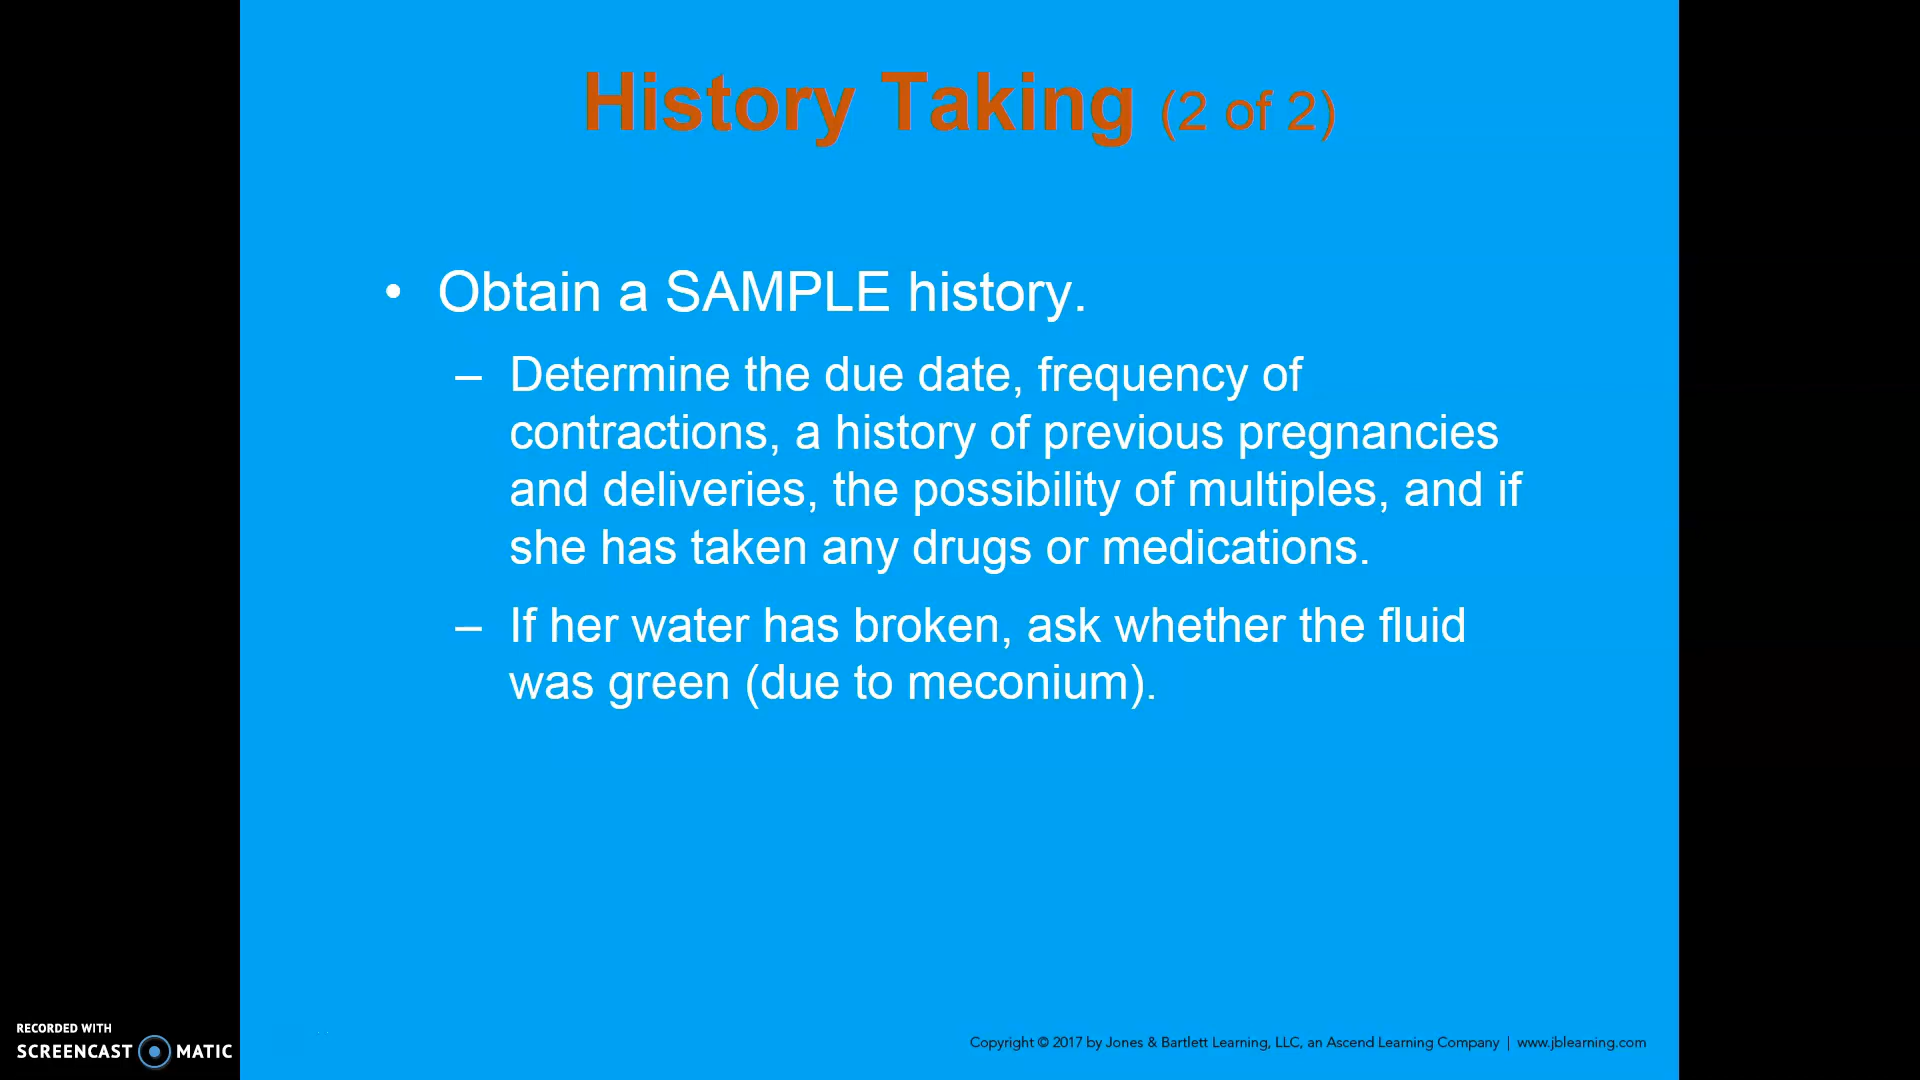 History Taking (2 of 2)
• Obtain a SAMPLE history.
– Determine the due date, frequency of
contractions, a history of previous pregnancies
and deliveries, the possibility of multiples, and if
she has taken any drugs or medications.
– If her water has broken, ask whether the fluid
was green (due to meconium).
RECORDED WITH
SCREENCAST MATIC
Copyright © 2017 by Jones & Bartlett Learning, LLC, an Ascend Learning Company | www.jblearning.com